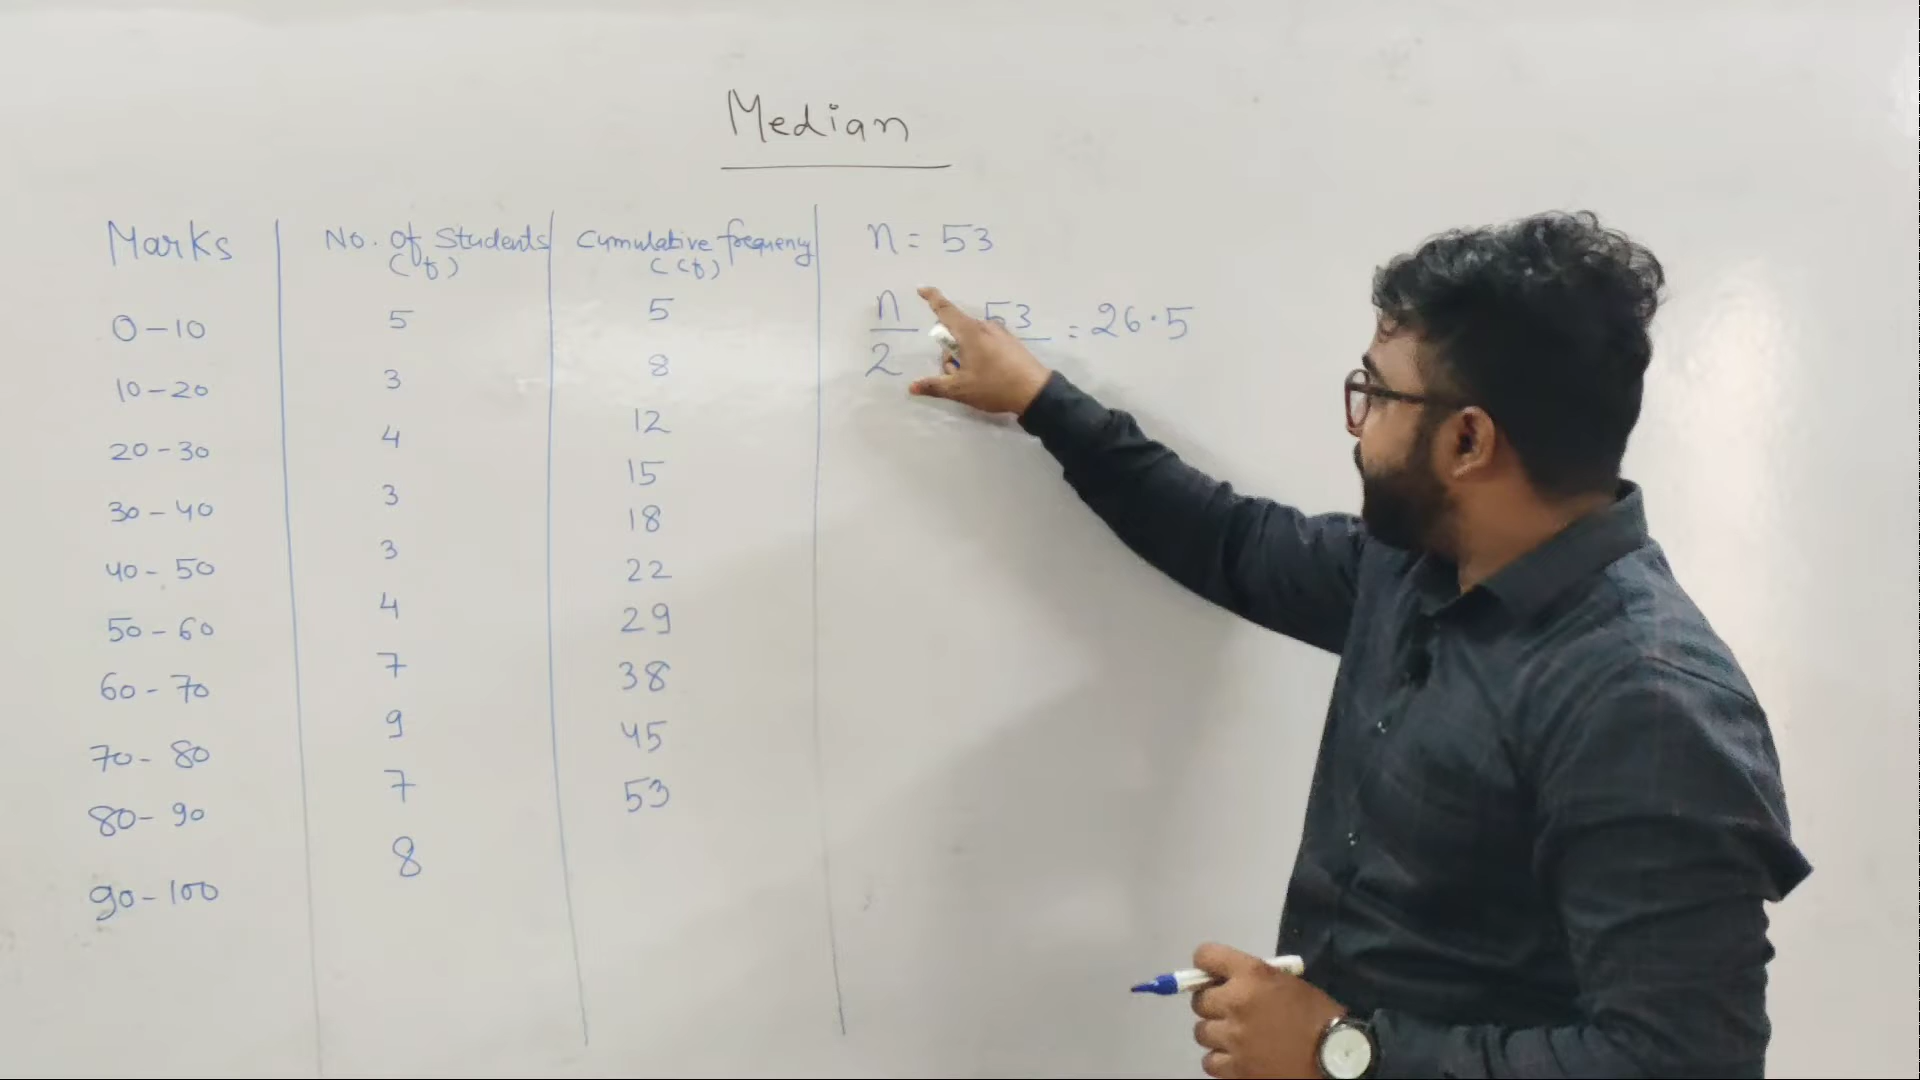 Median
Marks No. of Students Cumulative frequency
(f) (cf)
0-10 5 5
10-20 3 8
20-30 4 12
30-40 3 15
40-50 3 18
50-60 4 22
60-70 7 29
70-80 9 38
80-90 7 45
90-100 8 53
n = 53
n/2 53 = 26.5